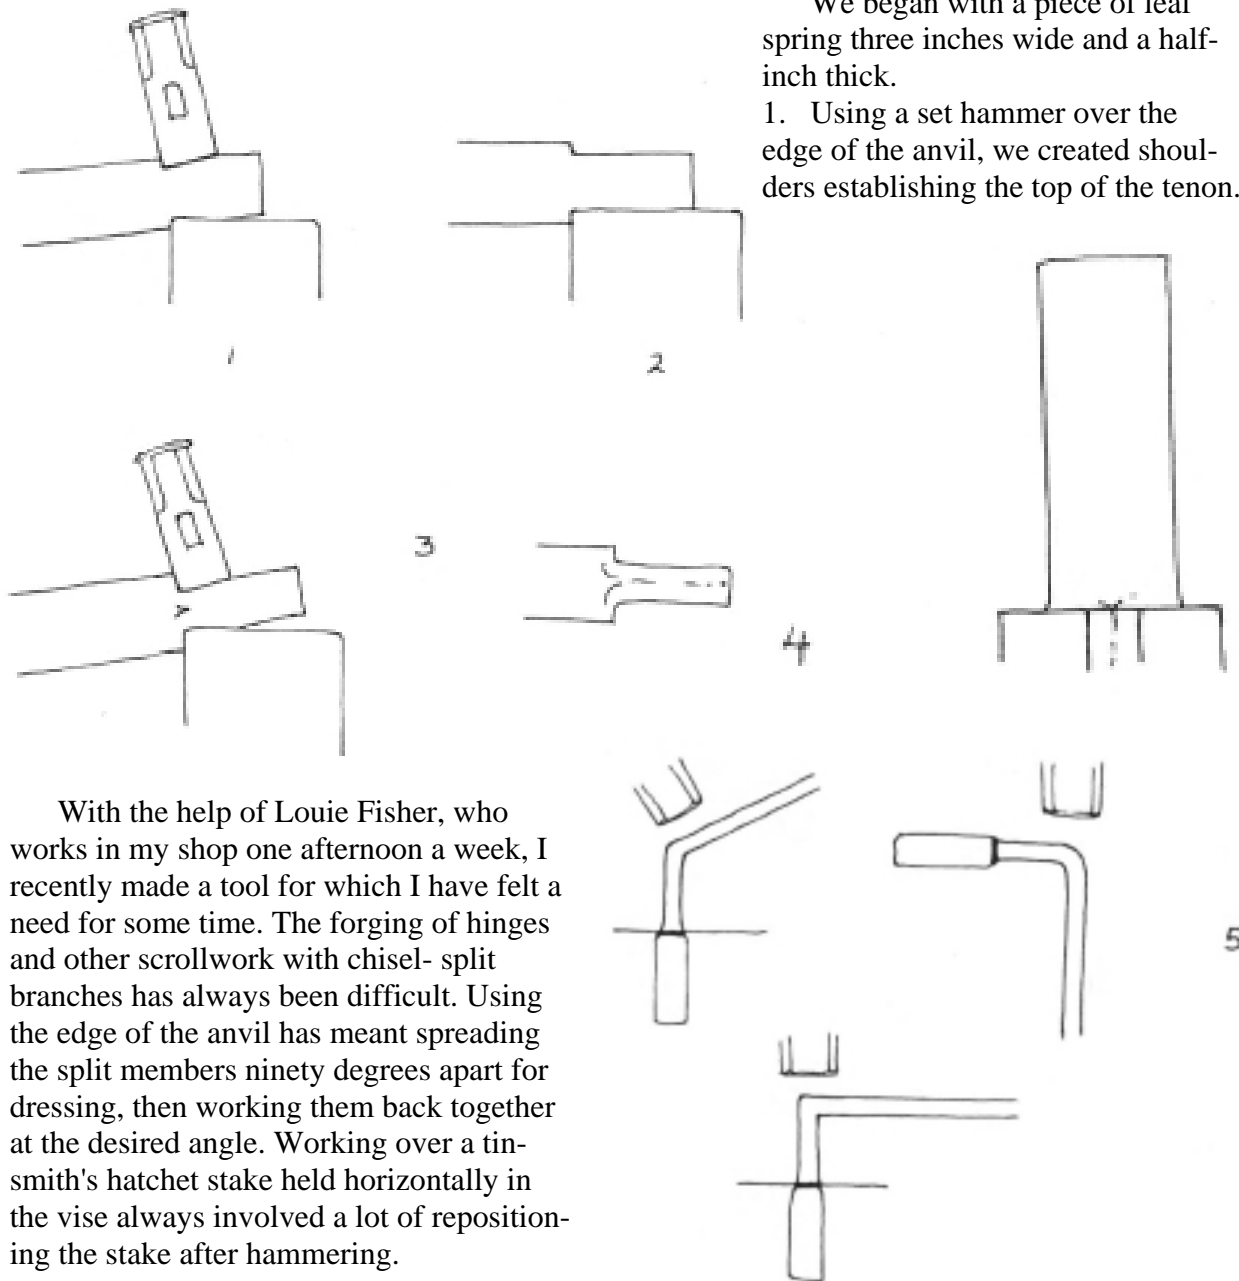 We began with a piece of leaf
spring three inches wide and a half-
inch thick.
1. Using a set hammer over the
edge of the anvil, we created shoul-
ders establishing the top of the tenon.
1
2
3
4
With the help of Louie Fisher, who
works in my shop one afternoon a week, I
recently made a tool for which I have felt a
need for some time. The forging of hinges
and other scrollwork with chisel- split
branches has always been difficult. Using
the edge of the anvil has meant spreading
the split members ninety degrees apart for
dressing, then working them back together
at the desired angle. Working over a tin-
smith's hatchet stake held horizontally in
the vise always involved a lot of reposition-
ing the stake after hammering.
5